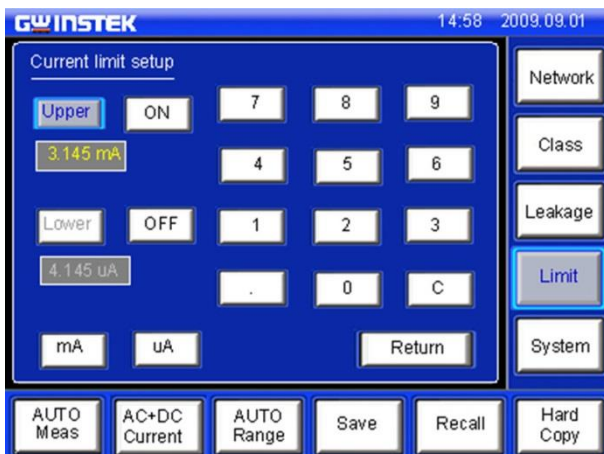 GWINSTEK 14:58 2009.09.01
Current limit setup
Upper ON 7 8 9
3.145 mA 4 5 6
Lower OFF 1 2 3
4.145 uA . 0 C
mA uA Return
Network
Class
Leakage
Limit
System
AUTO Meas
AC+DC Current
AUTO Range
Save
Recall
Hard Copy